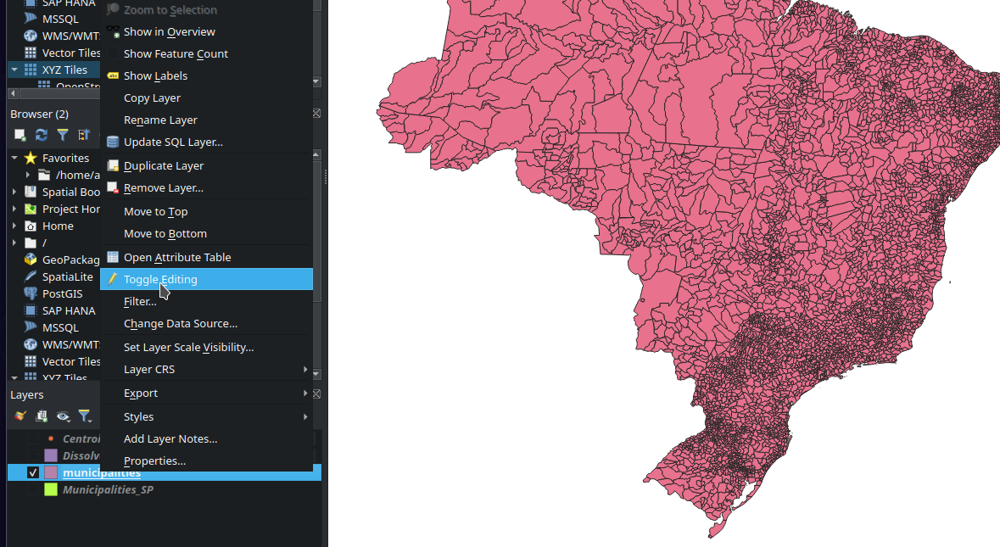 SAP HANA
MSSQL
WMS/WMT
Vector Tiles
XYZ Tiles
OpenStr
Browser (2)
Favorites
/home/a
Spatial Boo
Project Hor
Home
/
GeoPackag
SpatiaLite
PostGIS
SAP HANA
MSSQL
WMS/WMT
Vector Tiles
XYZ Tiles
Layers
Centroi
Dissolv
municipalities
Municipalities_SP
Zoom to Selection
Show in Overview
Show Feature Count
abc Show Labels
Copy Layer
Rename Layer
Update SQL Layer...
Duplicate Layer
Remove Layer...
Move to Top
Move to Bottom
Open Attribute Table
Toggle Editing
Filter...
Change Data Source...
Set Layer Scale Visibility...
Layer CRS
Export
Styles
Add Layer Notes...
Properties...